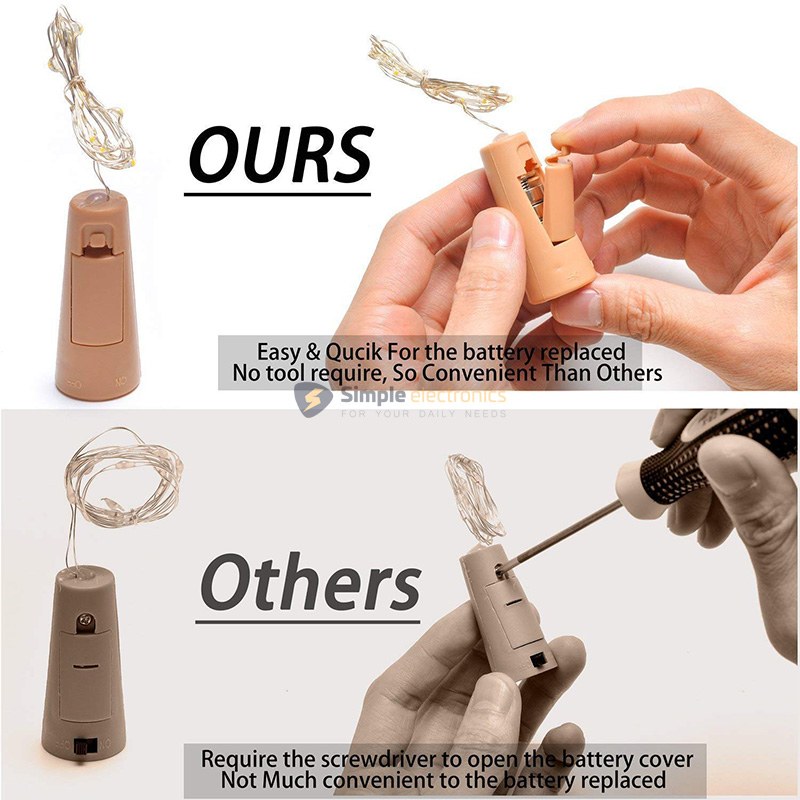 OURS
Easy & Qucik For the battery replaced
No tool require, So Convenient Than Others
Simple electronics
FOR YOUR DAILY NEEDS
Others
Require the screwdriver to open the battery cover
Not Much convenient to the battery replaced